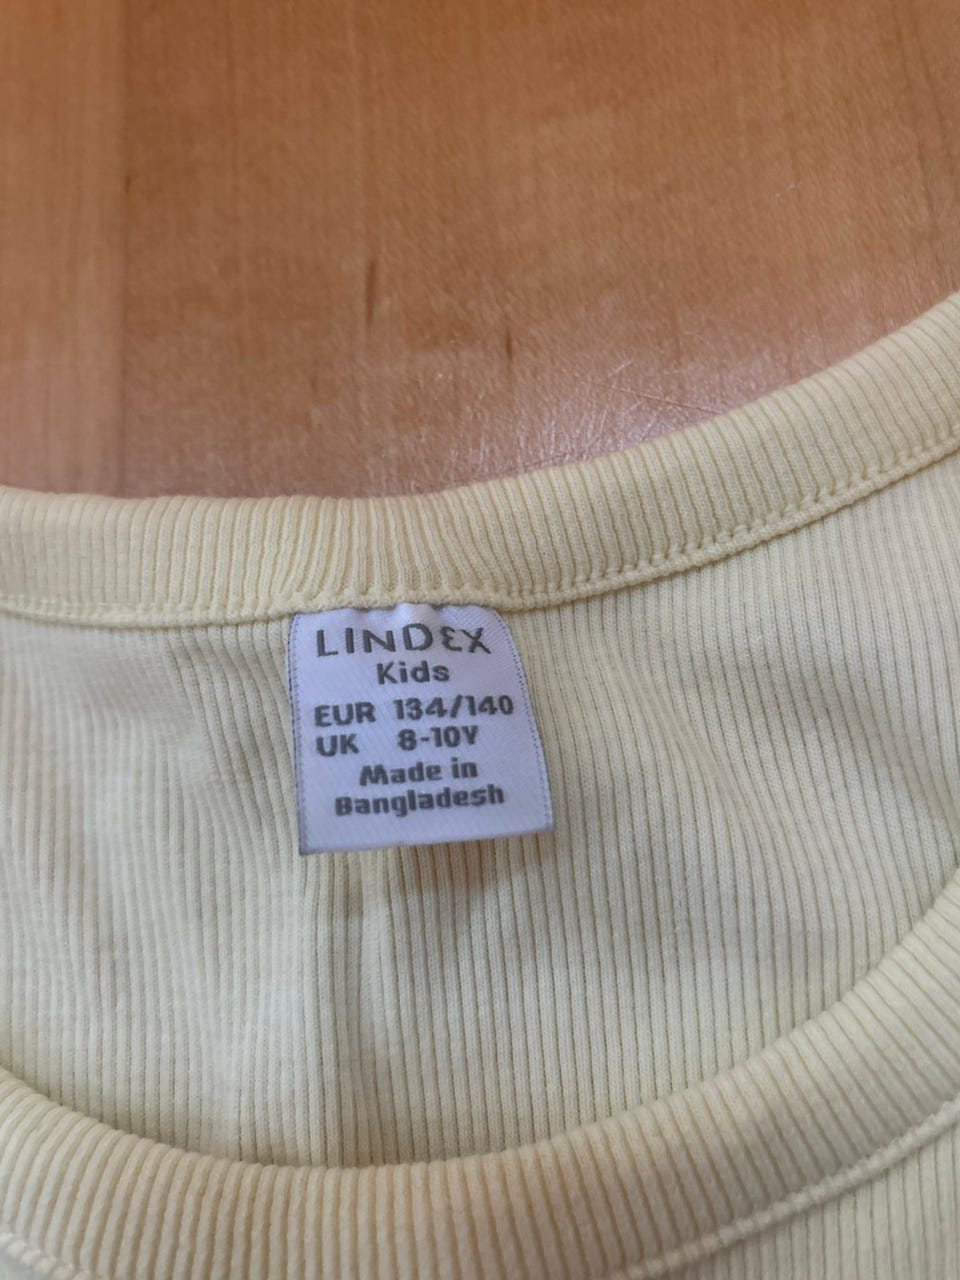 LINDEX
Kids
EUR 134/140
UK 8-10Y
Made in
Bangladesh